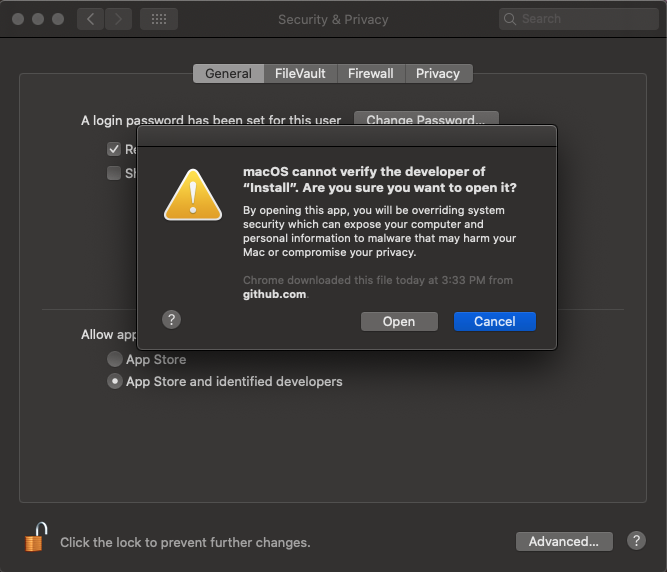 Security & Privacy
Search
General
FileVault
Firewall
Privacy
A login password has been set for this user
Change Password...
macOS cannot verify the developer of
“Install”. Are you sure you want to open it?
By opening this app, you will be overriding system
security which can expose your computer and
personal information to malware that may harm your
Mac or compromise your privacy.
Chrome downloaded this file today at 3:33 PM from
github.com.
?
Open
Cancel
Allow app
App Store
App Store and identified developers
Click the lock to prevent further changes.
Advanced...
?